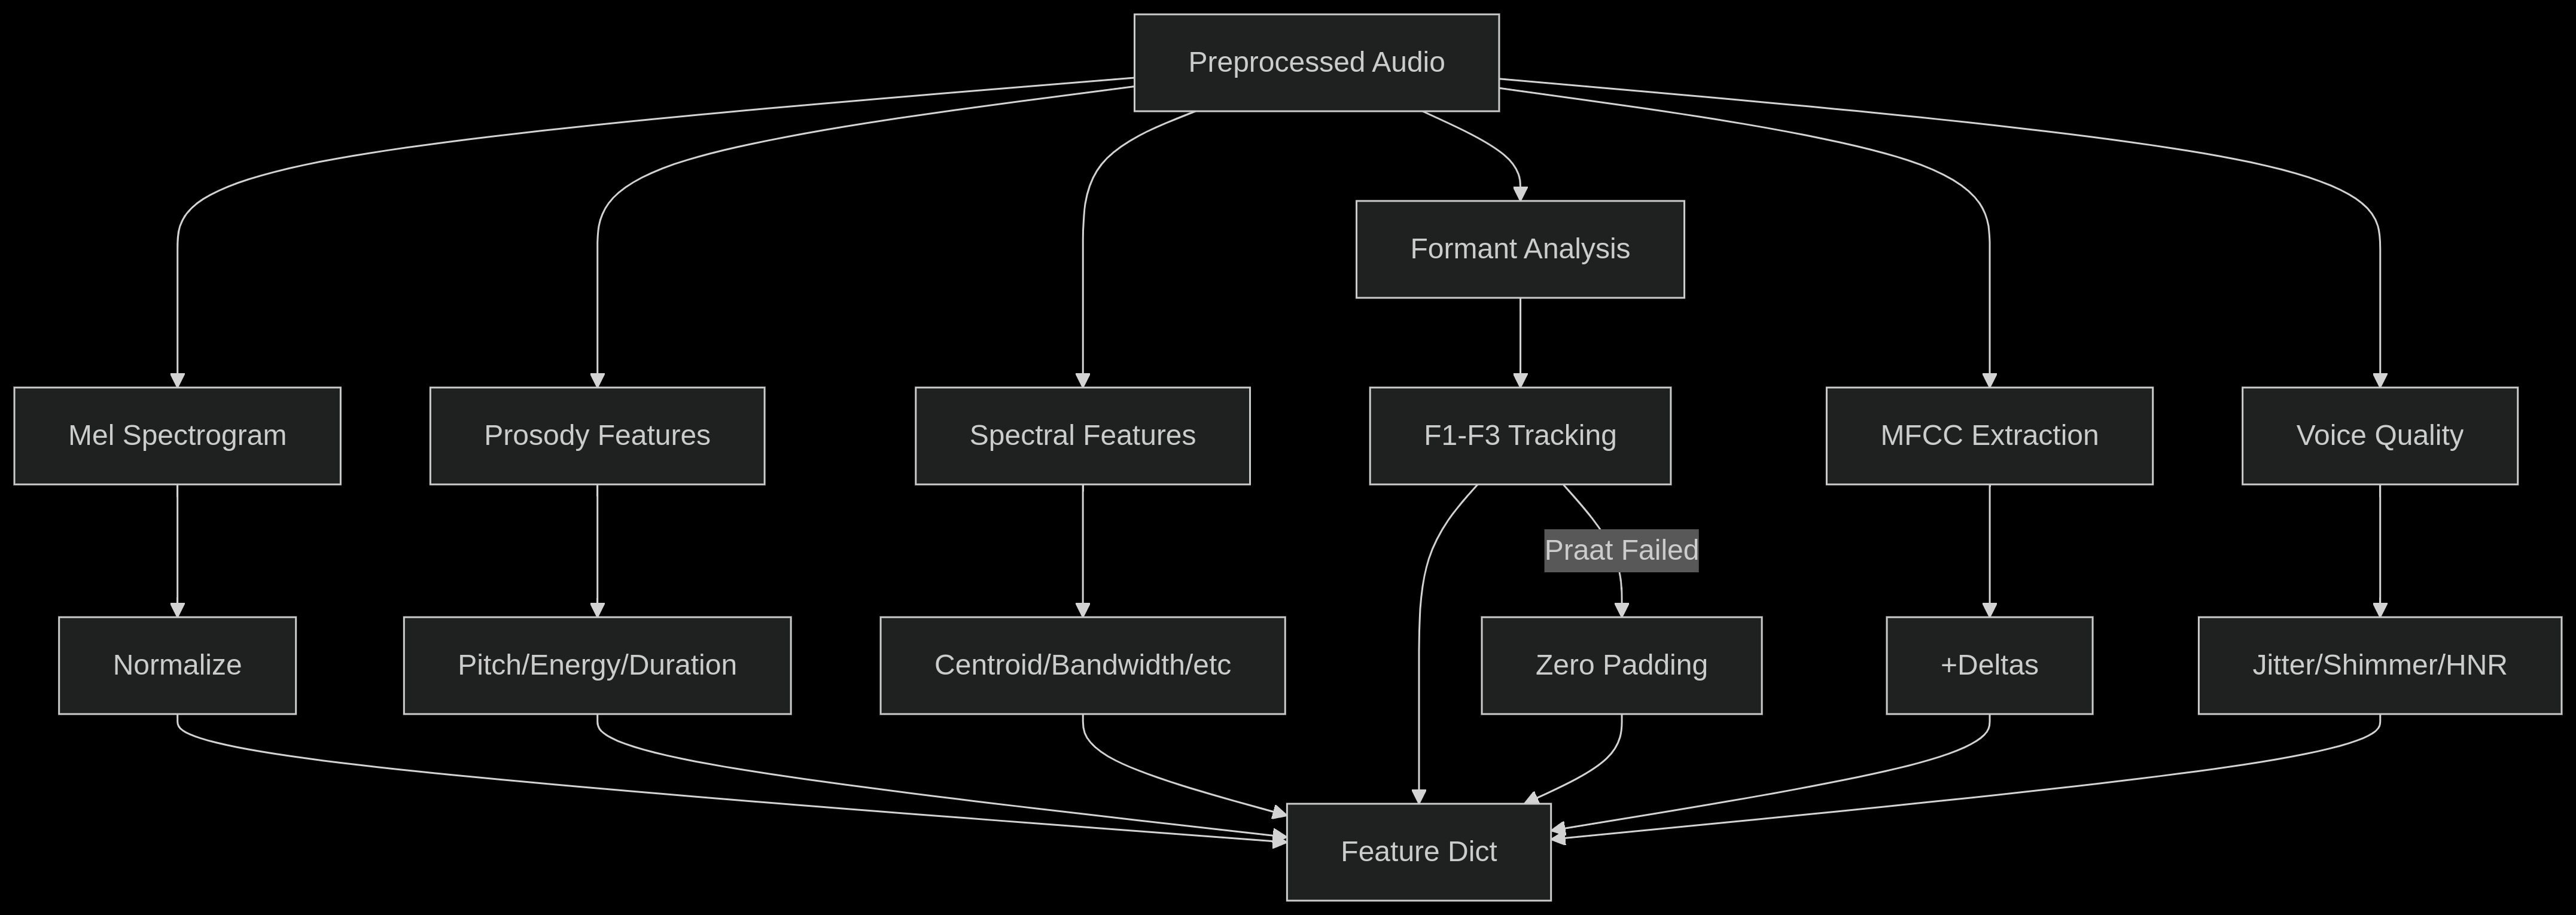 Preprocessed Audio
Formant Analysis
Mel Spectrogram
Prosody Features
Spectral Features
F1-F3 Tracking
MFCC Extraction
Voice Quality
Praat Failed
Normalize
Pitch/Energy/Duration
Centroid/Bandwidth/etc
Zero Padding
+Deltas
Jitter/Shimmer/HNR
Feature Dict